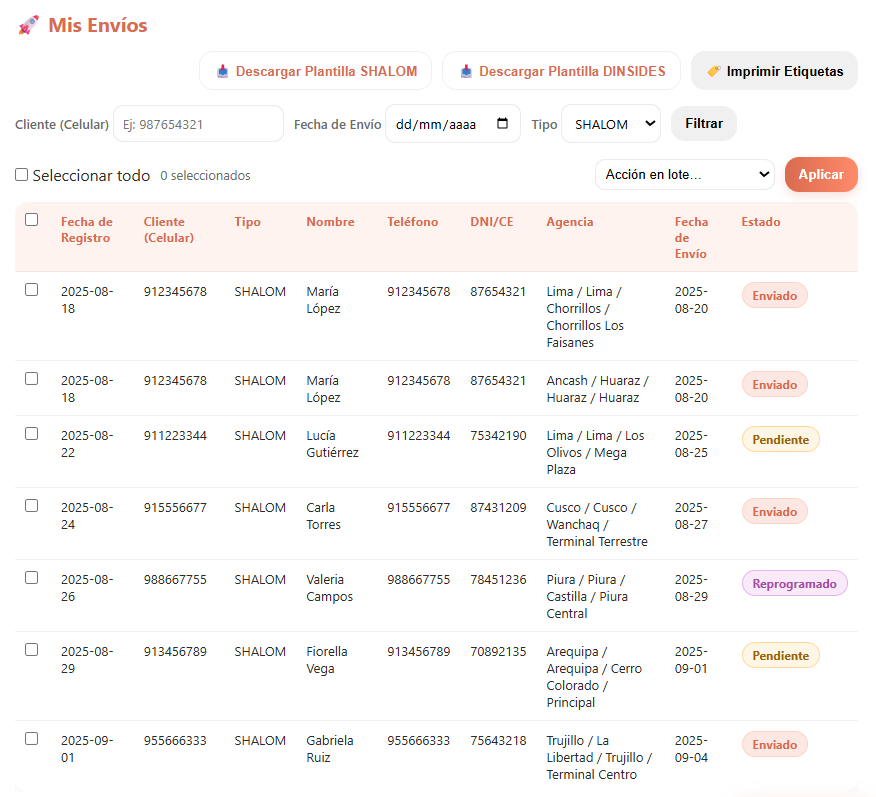 🚀 Mis Envíos
📥 Descargar Plantilla SHALOM 📥 Descargar Plantilla DINSIDES 🏷️ Imprimir Etiquetas
Cliente (Celular) Ej: 987654321 Fecha de Envío dd/mm/aaaa Tipo SHALOM Filtrar
Seleccionar todo 0 seleccionados Acción en lote... Aplicar
Fecha de Cliente Tipo Nombre Teléfono DNI/CE Agencia Fecha Estado
Registro (Celular) de
Envío
2025-08- 912345678 SHALOM María 912345678 87654321 Lima / Lima / 2025- Enviado
18 López Chorrillos / 08-20
Chorrillos Los
Faisanes
2025-08- 912345678 SHALOM María 912345678 87654321 Ancash / Huaraz / 2025- Enviado
18 López Huaraz / Huaraz 08-20
2025-08- 911223344 SHALOM Lucía 911223344 75342190 Lima / Lima / Los 2025- Pendiente
22 Gutiérrez Olivos / Mega 08-25
Plaza
2025-08- 915556677 SHALOM Carla 915556677 87431209 Cusco / Cusco / 2025- Enviado
24 Torres Wanchaq / 08-27
Terminal Terrestre
2025-08- 988667755 SHALOM Valeria 988667755 78451236 Piura / Piura / 2025- Reprogramado
26 Campos Castilla / Piura 08-29
Central
2025-08- 913456789 SHALOM Fiorella 913456789 70892135 Arequipa / 2025- Pendiente
29 Vega Arequipa / Cerro 09-01
Colorado /
Principal
2025-09- 955666333 SHALOM Gabriela 955666333 75643218 Trujillo / La 2025- Enviado
01 Ruiz Libertad / Trujillo / 09-04
Terminal Centro